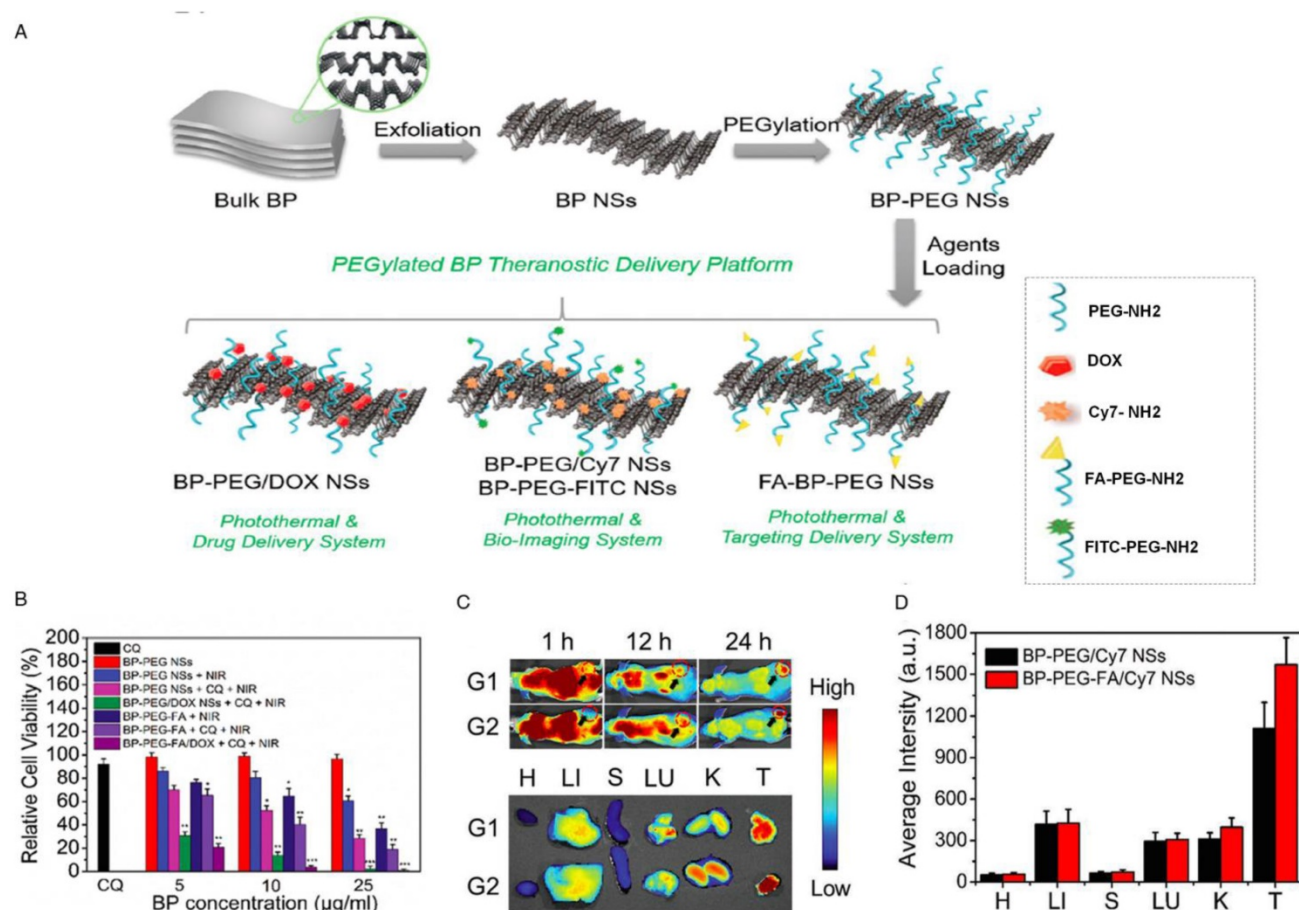 A
Exfoliation
PEGylation
Bulk BP
BP NSs
BP-PEG NSs
Agents
Loading
PEGylated BP Theranostic Delivery Platform
PEG-NH2
DOX
Cy7- NH2
FA-PEG-NH2
FITC-PEG-NH2
BP-PEG/DOX NSs
BP-PEG/Cy7 NSs
BP-PEG-FITC NSs
FA-BP-PEG NSs
Photothermal &
Drug Delivery System
Photothermal &
Bio-Imaging System
Photothermal &
Targeting Delivery System
B
Relative Cell Viability (%)
200
180
160
140
120
100
80
60
40
20
0
CQ
BP-PEG NSs
BP-PEG NSs + NIR
BP-PEG NSs + CQ + NIR
BP-PEG/DOX NSs + CQ + NIR
BP-PEG-FA + NIR
BP-PEG-FA + CQ + NIR
BP-PEG-FA/DOX + CQ + NIR
** * ** * * ** ** *** * ** *** ** ** ***
CQ 5 10 25
BP concentration (µg/ml)
C
1 h 12 h 24 h
G1
G2
H LI S LU K T
G1
G2
High
Low
D
Average Intersity (a.u.)
1800
1500
1200
900
600
300
0
BP-PEG/Cy7 NSs
BP-PEG-FA/Cy7 NSs
H LI S LU K T